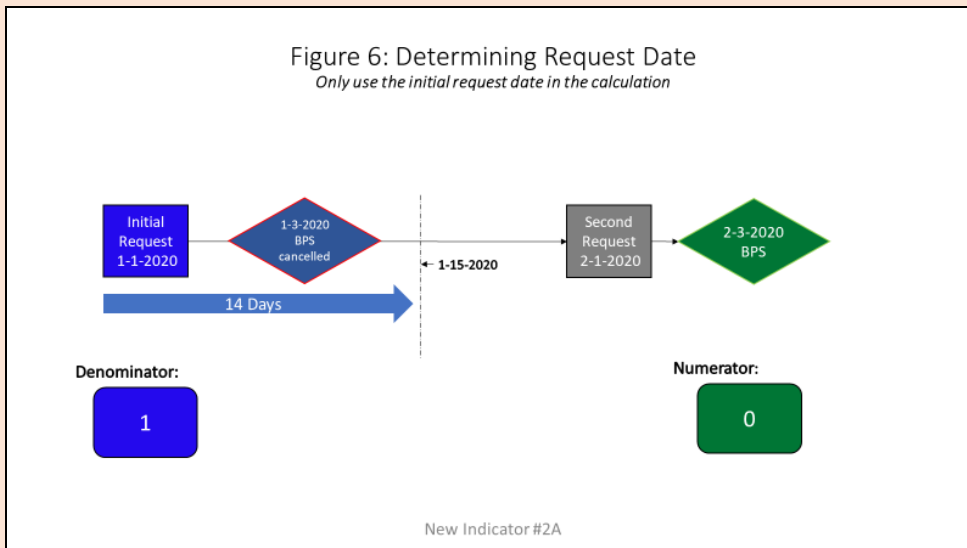 Figure 6: Determining Request Date
Only use the initial request date in the calculation
Initial
Request
1-1-2020
1-3-2020
BPS
cancelled
1-15-2020
Second
Request
2-1-2020
2-3-2020
BPS
14 Days
Denominator:
1
Numerator:
0
New Indicator #2A